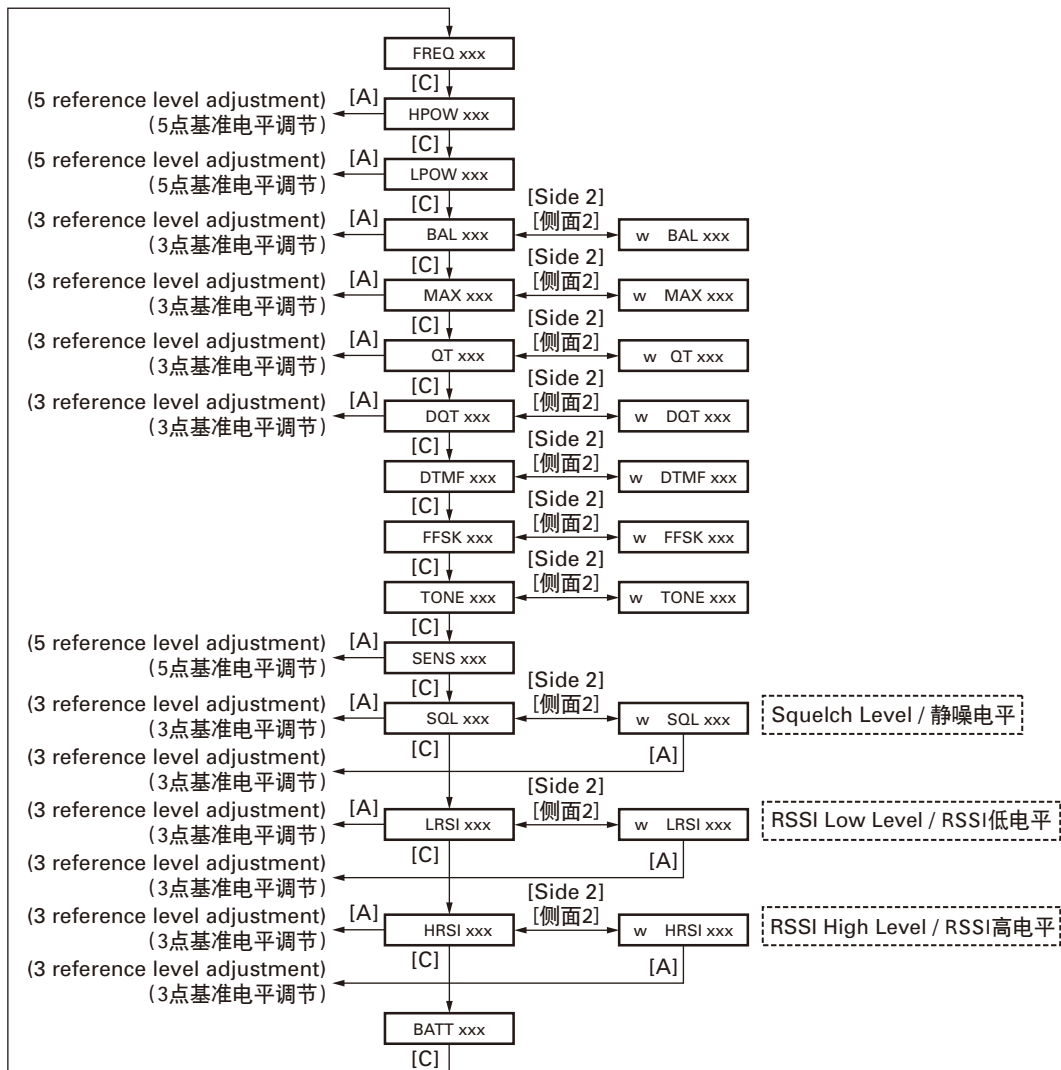 FREQ xxx
[C]
(5 reference level adjustment) [A]
(5点基准电平调节)
HPOW xxx
[C]
(5 reference level adjustment) [A]
(5点基准电平调节)
LPOW xxx
[C]
[Side 2]
[侧面2]
(3 reference level adjustment) [A]
(3点基准电平调节)
BAL xxx
w BAL xxx
[C]
[Side 2]
[侧面2]
(3 reference level adjustment) [A]
(3点基准电平调节)
MAX xxx
w MAX xxx
[C]
[Side 2]
[侧面2]
(3 reference level adjustment) [A]
(3点基准电平调节)
QT xxx
w QT xxx
[C]
[Side 2]
[侧面2]
(3 reference level adjustment) [A]
(3点基准电平调节)
DQT xxx
w DQT xxx
[C]
[Side 2]
[侧面2]
DTMF xxx
w DTMF xxx
[C]
[Side 2]
[侧面2]
FFSK xxx
w FFSK xxx
[C]
[Side 2]
[侧面2]
TONE xxx
w TONE xxx
[C]
(5 reference level adjustment) [A]
(5点基准电平调节)
SENS xxx
[C]
[Side 2]
[侧面2]
(3 reference level adjustment) [A]
(3点基准电平调节)
SQL xxx
w SQL xxx
Squelch Level / 静噪电平
[C]
[A]
(3 reference level adjustment)
(3点基准电平调节)
[Side 2]
[侧面2]
(3 reference level adjustment) [A]
(3点基准电平调节)
LRSI xxx
w LRSI xxx
RSSI Low Level / RSSI低电平
[C]
[A]
(3 reference level adjustment)
(3点基准电平调节)
[Side 2]
[侧面2]
(3 reference level adjustment) [A]
(3点基准电平调节)
HRSI xxx
w HRSI xxx
RSSI High Level / RSSI高电平
[C]
[A]
(3 reference level adjustment)
(3点基准电平调节)
BATT xxx
[C]